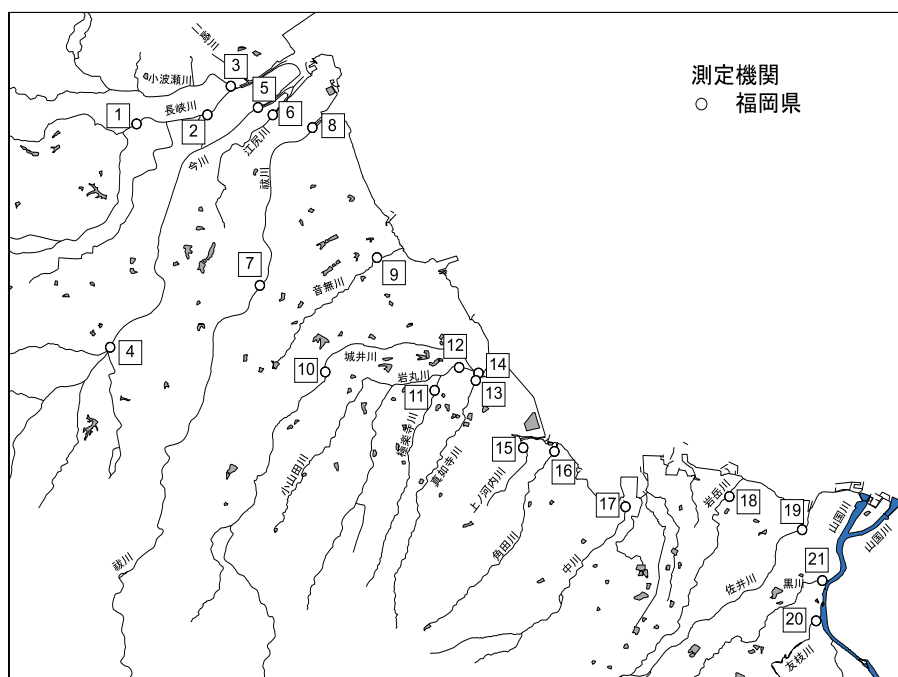 二崎川
測定機関
○ 福岡県
小波瀬川
3
長峡川
5
1
2
6
8
今川
江尻川
祓川
7
9
音無川
4
城井川
12
14
10
岩丸川
11
13
小山田川
極楽寺川
真如寺川
15
16
上ノ河内川
17
岩岳川
18
19
山国川
山国川
角田川
中川
佐井川
21
黒川
祓川
20
友枝川